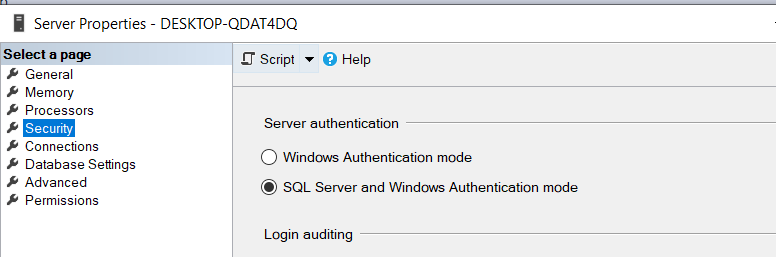 Server Properties - DESKTOP-QDAT4DQ
Select a page
General
Memory
Processors
Security
Connections
Database Settings
Advanced
Permissions
Script
Help
Server authentication
Windows Authentication mode
SQL Server and Windows Authentication mode
Login auditing